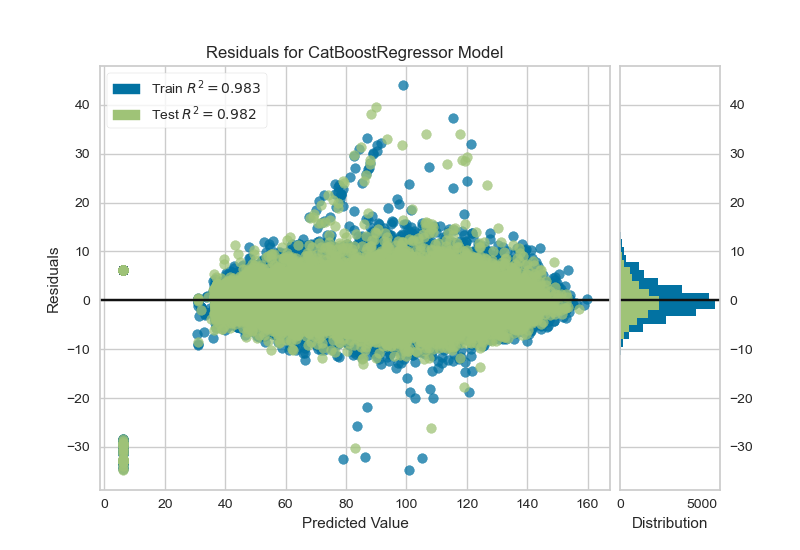 Residuals for CatBoostRegressor Model
Train R² = 0.983
Test R² = 0.982
40
30
20
10
0
−10
−20
−30
Residuals
0 20 40 60 80 100 120 140 160
Predicted Value
40
30
20
10
0
−10
−20
−30
0 5000
Distribution